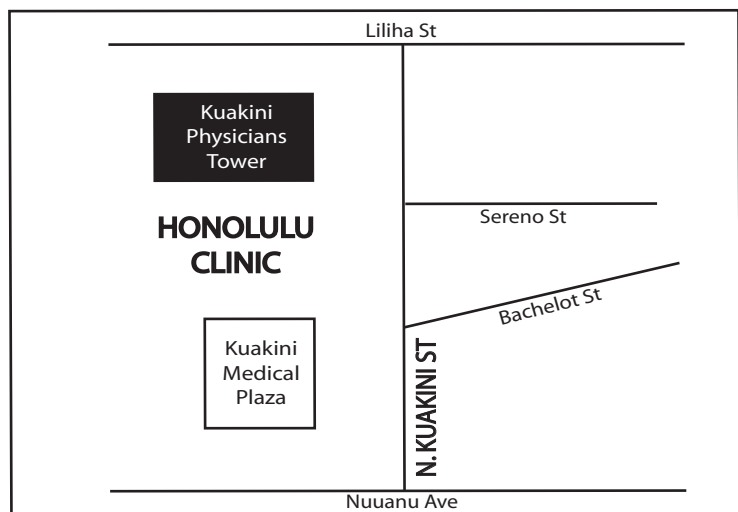 Liliha St
Kuakini
Physicians
Tower
Sereno St
HONOLULU
CLINIC
Bachelot St
Kuakini
Medical
Plaza
N. KUAKINI ST
Nuuanu Ave